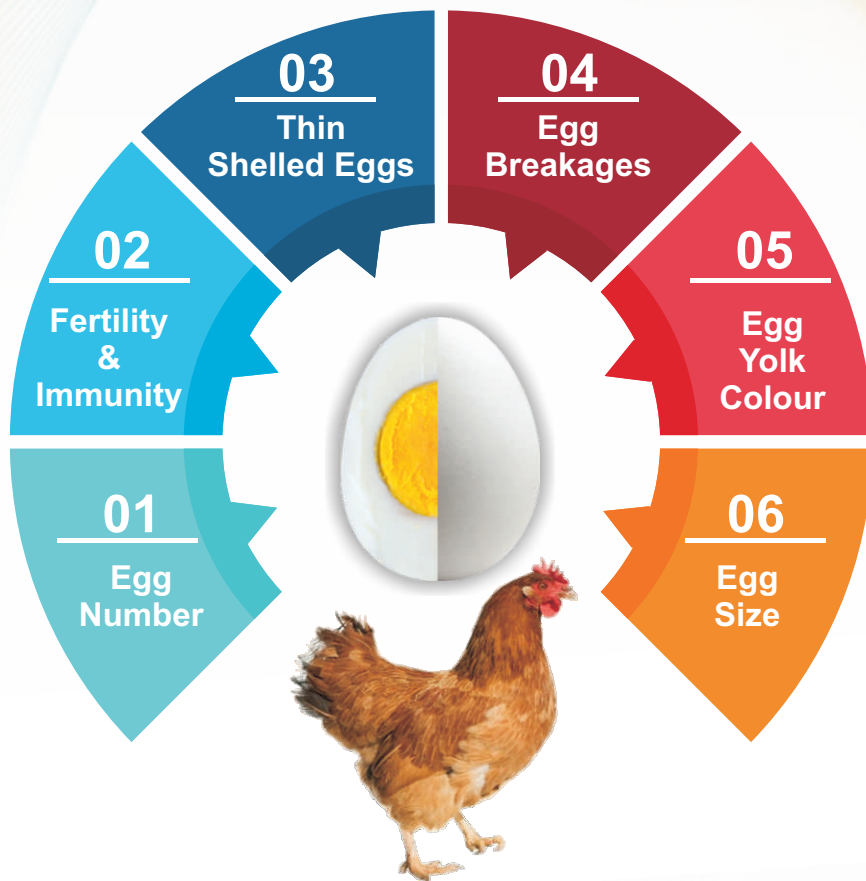 01
Egg
Number
02
Fertility
&
Immunity
03
Thin
Shelled Eggs
04
Egg
Breakages
05
Egg
Yolk
Colour
06
Egg
Size